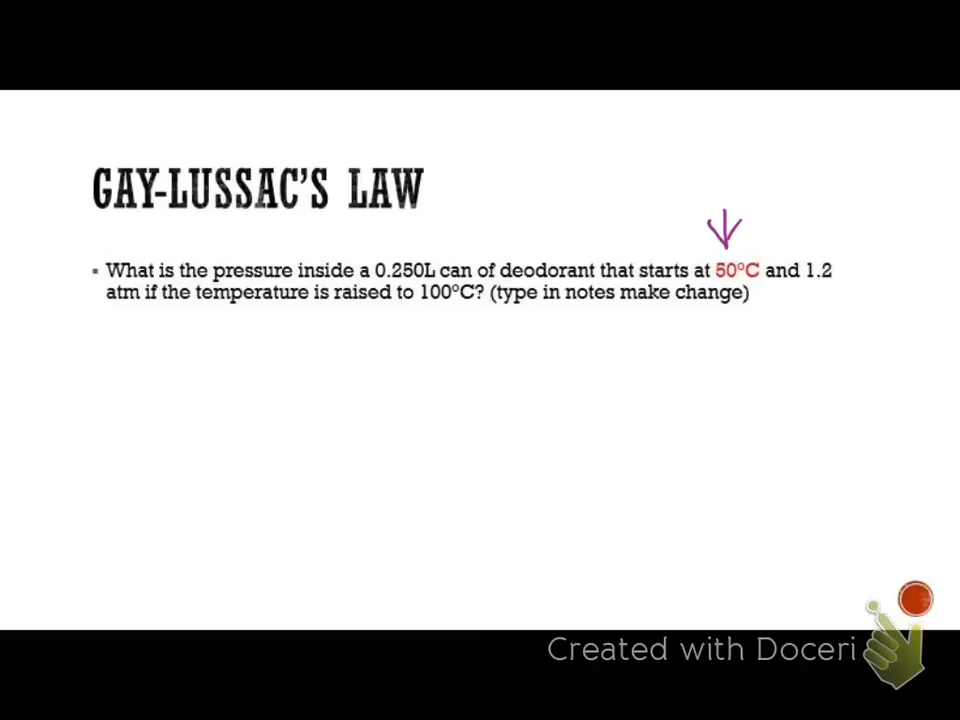 GAY-LUSSAC'S LAW
▪ What is the pressure inside a 0.250L can of deodorant that starts at 50°C and 1.2
atm if the temperature is raised to 100°C? (type in notes make change)
Created with Doceri